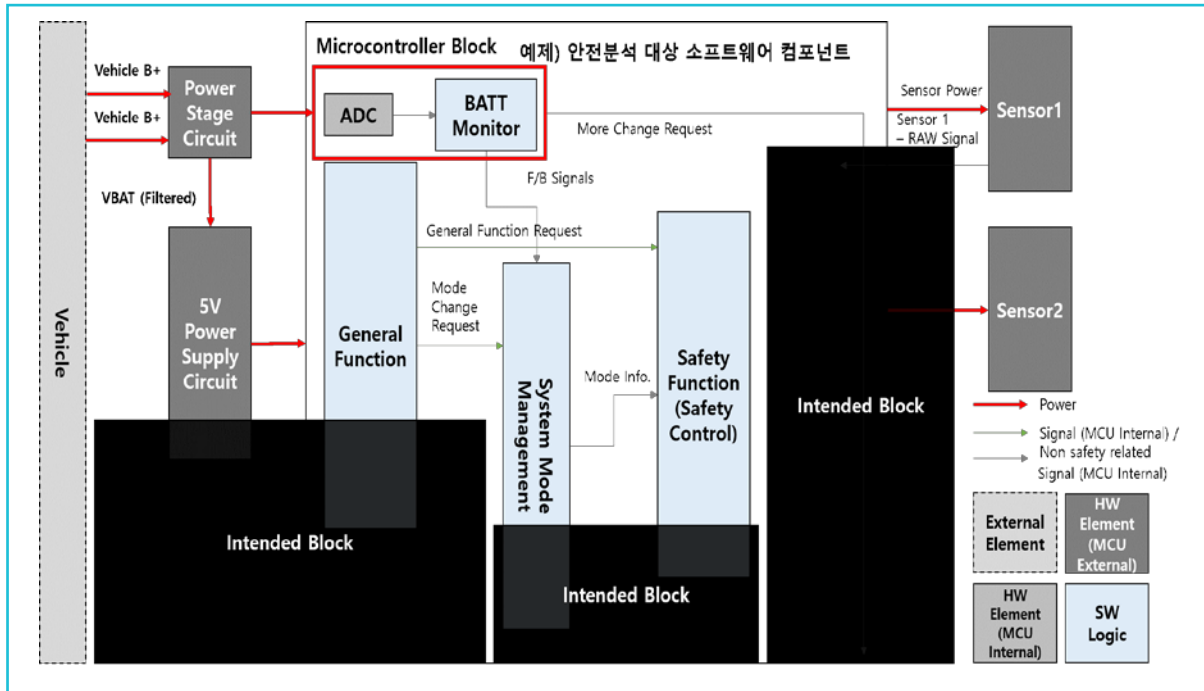 Microcontroller Block
예제) 안전분석 대상 소프트웨어 컴포넌트
Vehicle B+
Vehicle B+
Power
Stage
Circuit
ADC
BATT
Monitor
More Change Request
Sensor Power
Sensor 1
– RAW Signal
Sensor1
VBAT (Filtered)
F/B Signals
General Function Request
Vehicle
5V
Power
Supply
Circuit
General
Function
Mode
Change
Request
System Mode
Management
Mode Info.
Safety
Function
(Safety
Control)
Intended Block
Sensor2
Power
Signal (MCU Internal) /
Non safety related
Signal (MCU Internal)
Intended Block
Intended Block
External
Element
HW
Element
(MCU
External)
HW
Element
(MCU
Internal)
SW
Logic